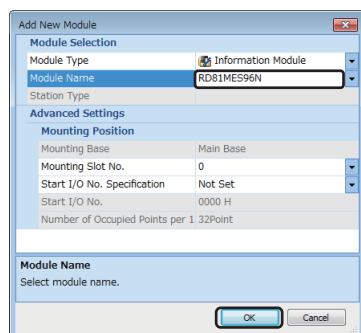 Add New Module
Module Selection
Module Type Information Module
Module Name RD81MES96N
Station Type
Advanced Settings
Mounting Position
Mounting Base Main Base
Mounting Slot No. 0
Start I/O No. Specification Not Set
Start I/O No. 0000 H
Number of Occupied Points per 1 32Point
Module Name
Select module name.
OK Cancel